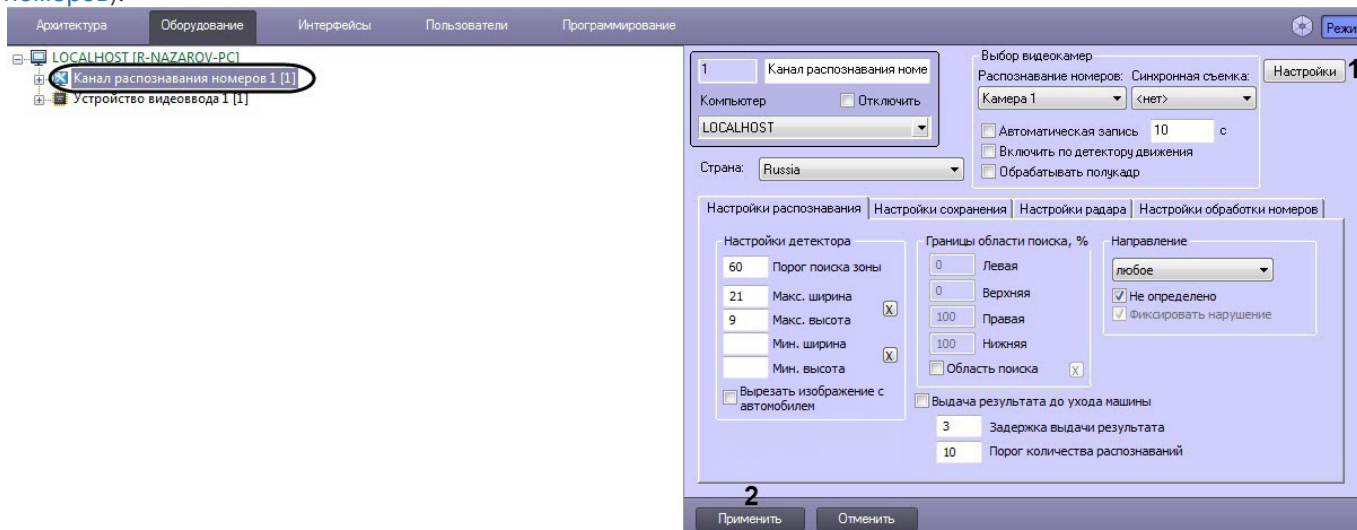 номеров).
Архитектура Оборудование Интерфейсы Пользователи Программирование Режи
LOCALHOST [R-NAZAROV-PC]
Канал распознавания номеров 1 [1]
Устройство видеоввода 1 [1]
1 Канал распознавания номе
Компьютер Отключить
LOCALHOST
Страна: Russia
Выбор видеокамер
Распознавание номеров: Синхронная съемка:
Камера 1 <нет>
Автоматическая запись 10 с
Включить по детектору движения
Обрабатывать полукадр
Настройки 1
Настройки распознавания Настройки сохранения Настройки радара Настройки обработки номеров
Настройки детектора
60 Порог поиска зоны
21 Макс. ширина
X
9 Макс. высота
Мин. ширина
X
Мин. высота
Вырезать изображение с
автомобилем
Границы области поиска, %
0 Левая
0 Верхняя
100 Правая
100 Нижняя
Область поиска X
Направление
любое
Не определено
Фиксировать нарушение
Выдача результата до ухода машины
3 Задержка выдачи результата
10 Порог количества распознаваний
2
Применить Отменить